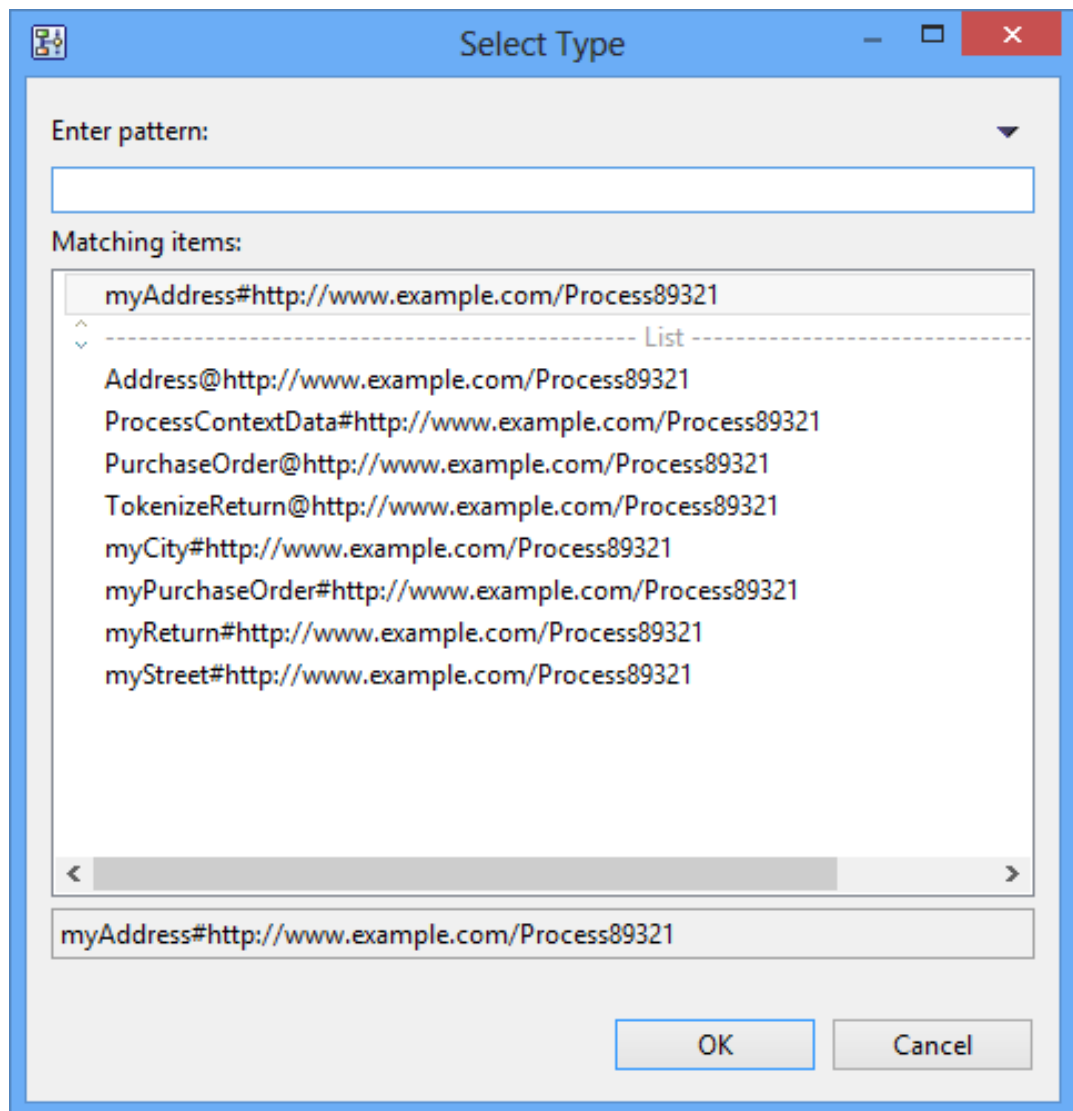 Select Type
Enter pattern:
Matching items:
myAddress#http://www.example.com/Process89321
List
Address@http://www.example.com/Process89321
ProcessContextData#http://www.example.com/Process89321
PurchaseOrder@http://www.example.com/Process89321
TokenizeReturn@http://www.example.com/Process89321
myCity#http://www.example.com/Process89321
myPurchaseOrder#http://www.example.com/Process89321
myReturn#http://www.example.com/Process89321
myStreet#http://www.example.com/Process89321
myAddress#http://www.example.com/Process89321
OK Cancel